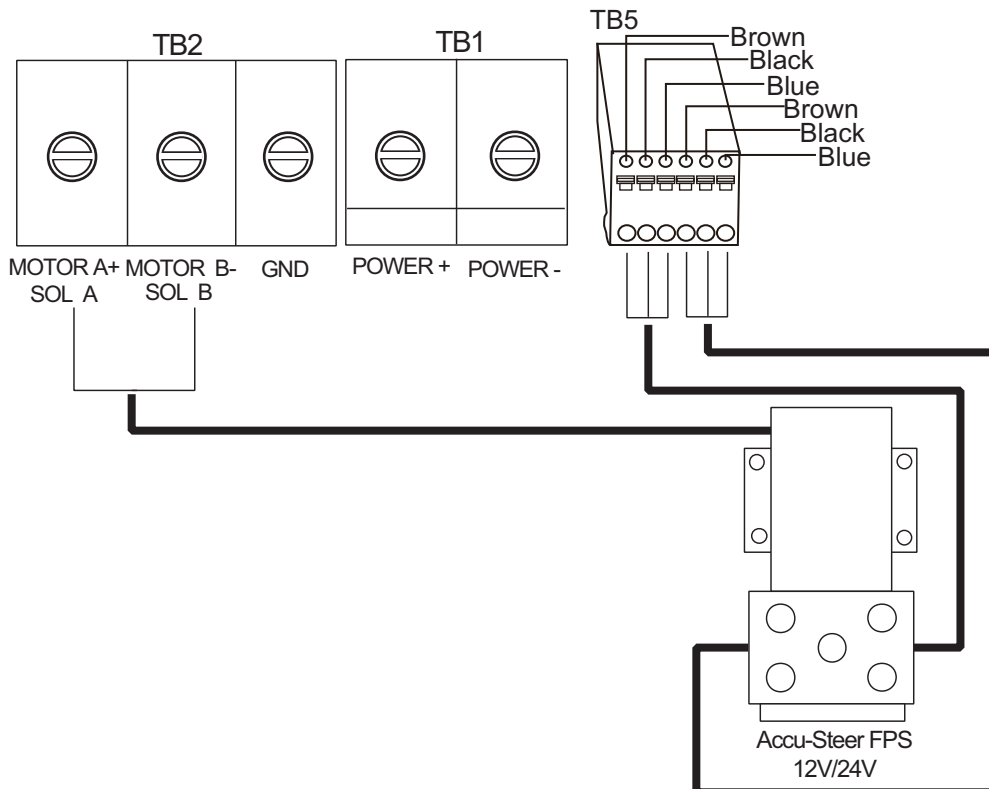 TB2
TB1
TB5
Brown
Black
Blue
Brown
Black
Blue
MOTOR A+
SOL A
MOTOR B-
SOL B
GND
POWER +
POWER -
Accu-Steer FPS
12V/24V